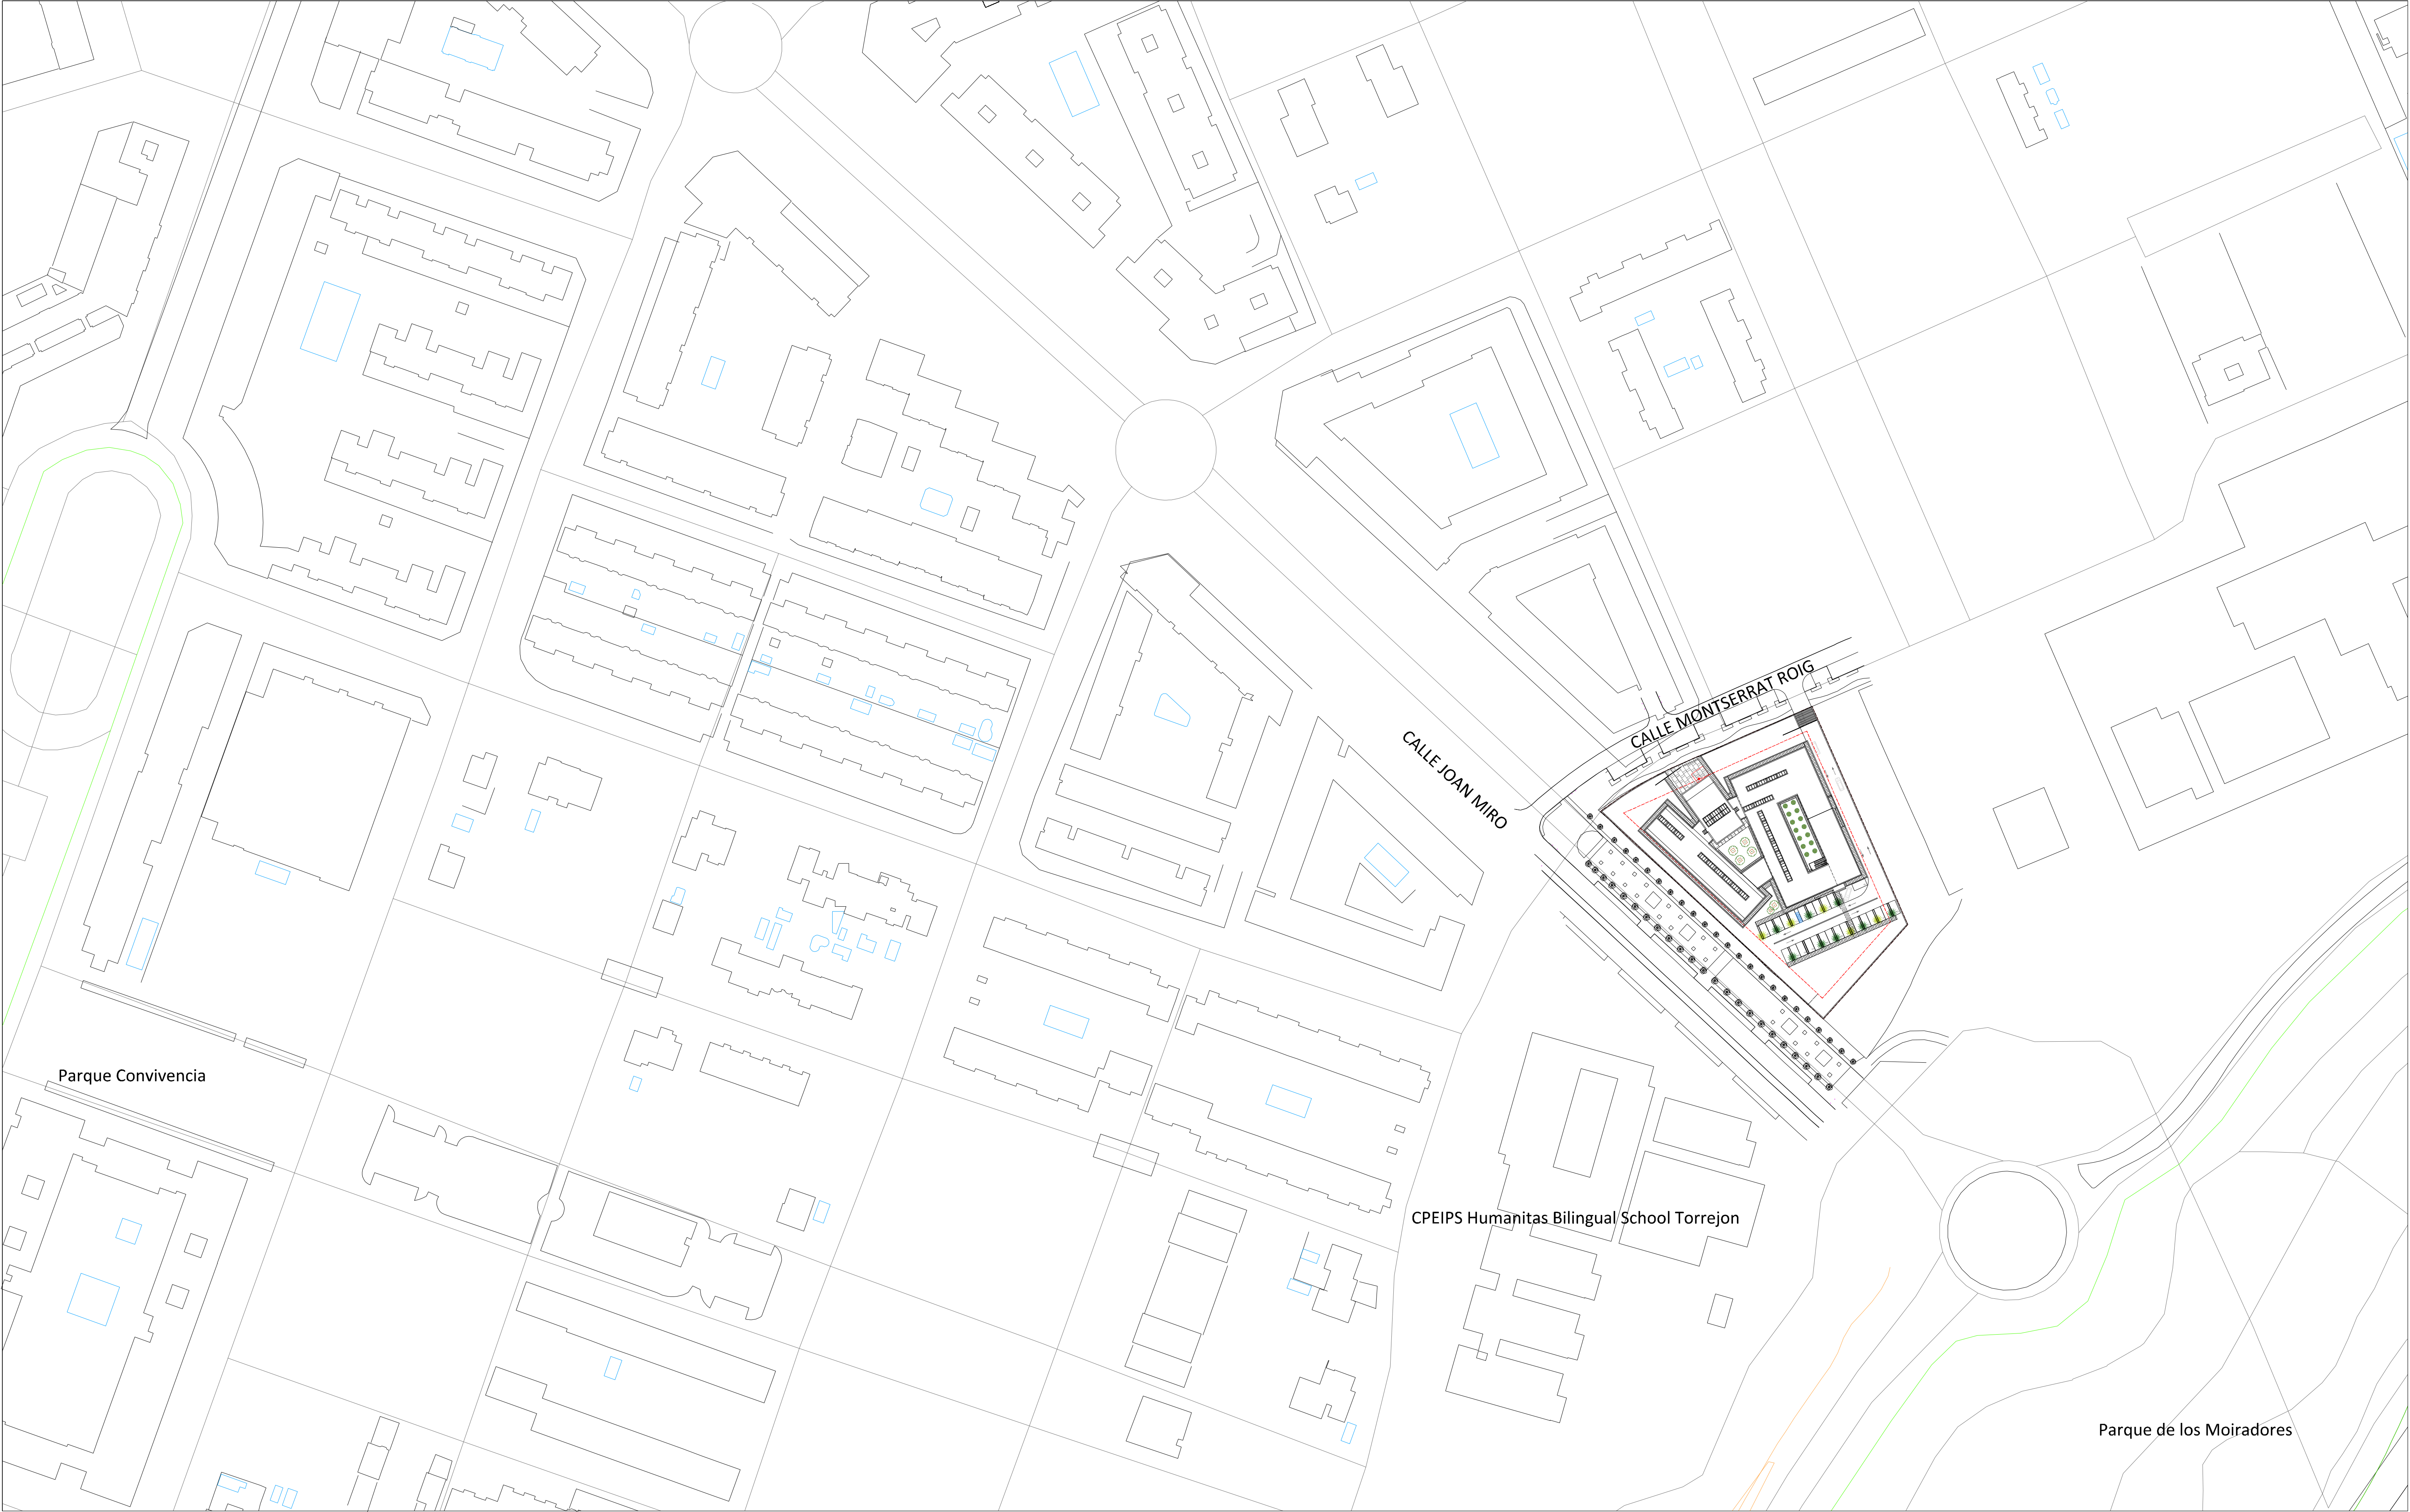 CALLE MONTSERRAT ROIG
CALLE JOAN MIRO
Parque Convivencia
CPEIPS Humanitas Bilingual School Torrejon
Parque de los Moiradores